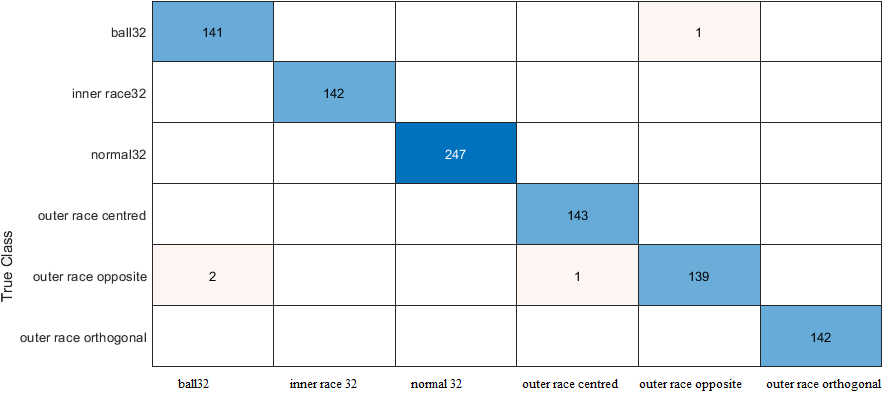 ball32 141 1
inner race32 142
normal32 247
outer race centred 143
outer race opposite 2 1 139
outer race orthogonal 142
True Class
ball32 inner race 32 normal 32 outer race centred outer race opposite outer race orthogonal